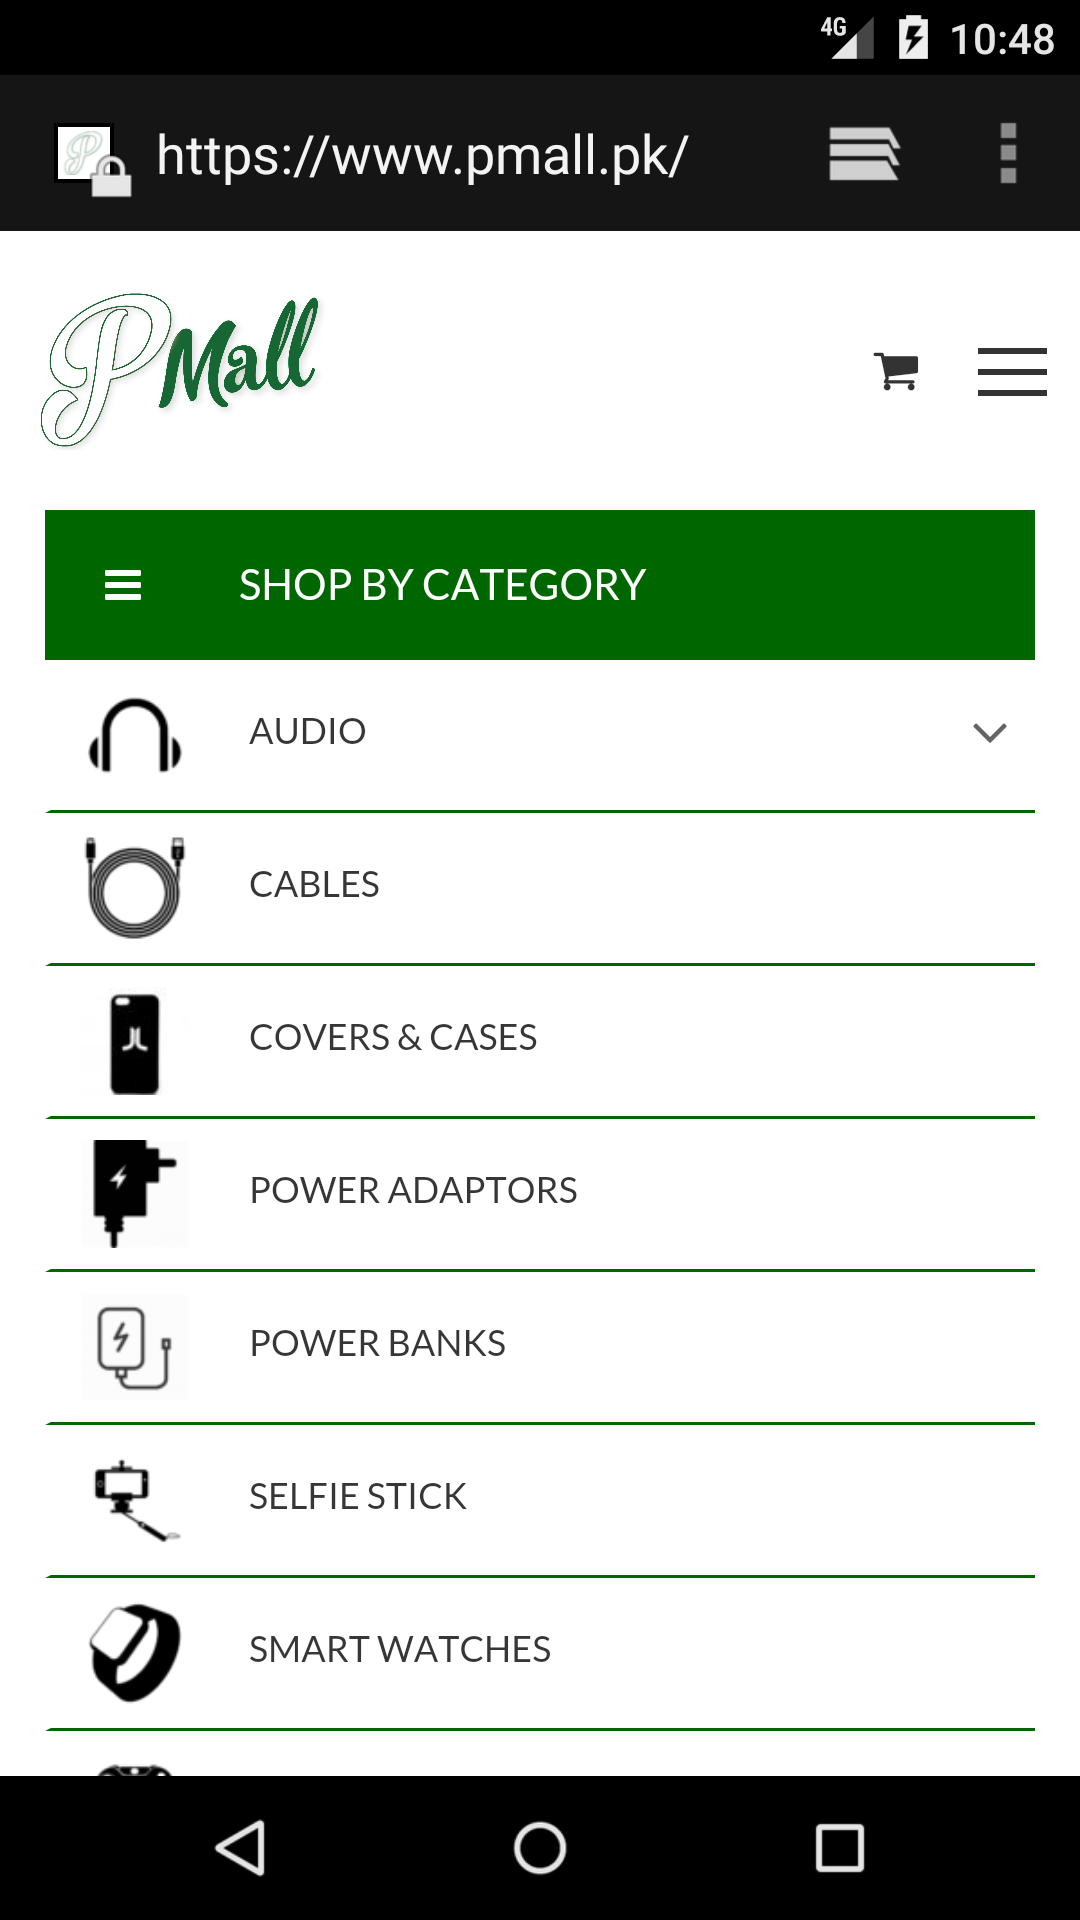 4G 10:48
https://www.pmall.pk/
PMall
SHOP BY CATEGORY
AUDIO
CABLES
COVERS & CASES
POWER ADAPTORS
POWER BANKS
SELFIE STICK
SMART WATCHES